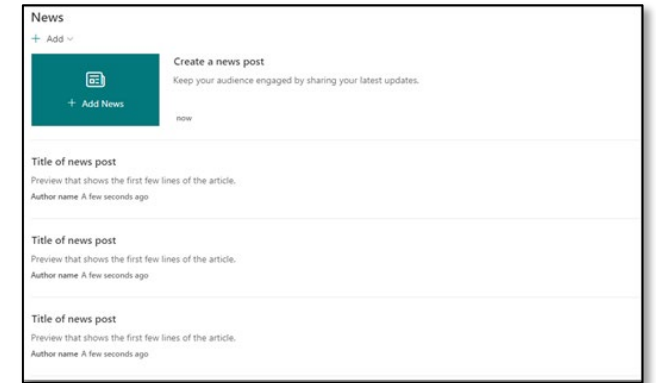 News
+ Add
Create a news post
Keep your audience engaged by sharing your latest updates.
+ Add News
now
Title of news post
Preview that shows the first few lines of the article.
Author name A few seconds ago
Title of news post
Preview that shows the first few lines of the article.
Author name A few seconds ago
Title of news post
Preview that shows the first few lines of the article.
Author name A few seconds ago